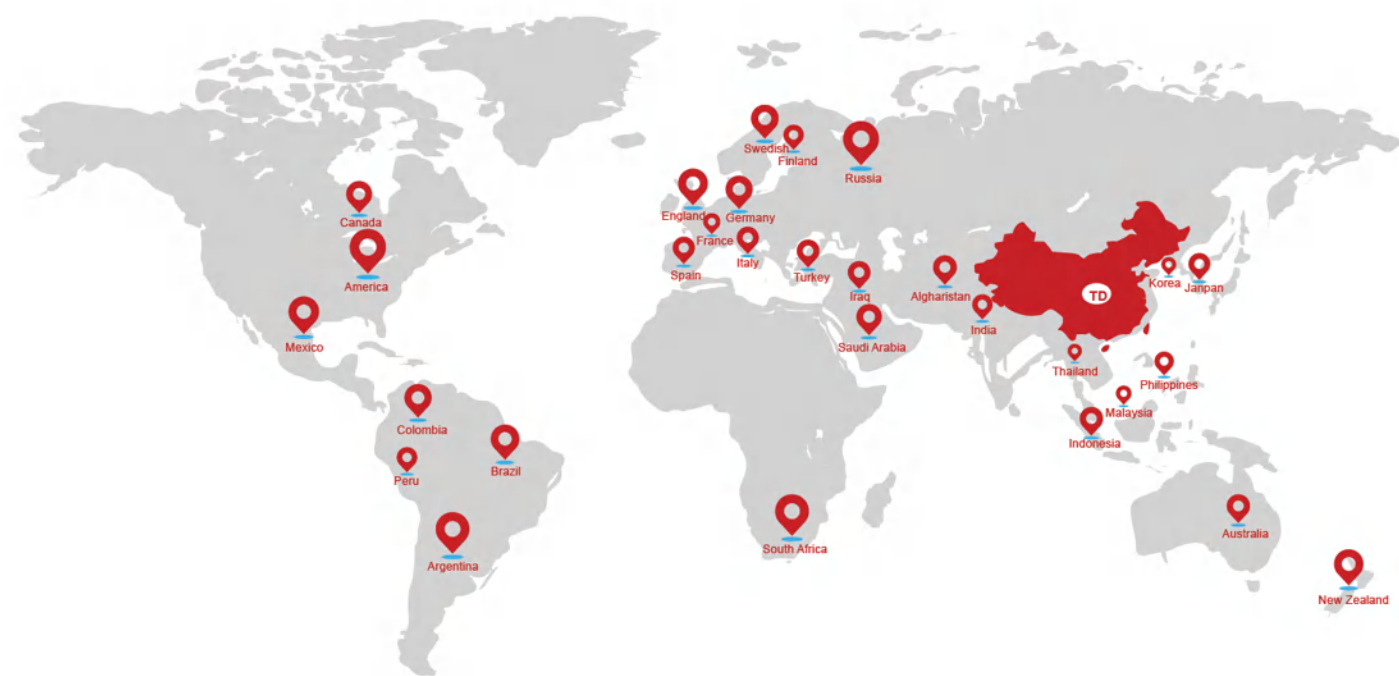 Swedish
Finland
Russia
Canada
England
Germany
France
America
Spain
Italy
Turkey
Iraq
Algharistan
Korea
Janpan
TD
India
Mexico
Saudi Arabia
Thailand
Philippines
Malaysia
Colombia
Indonesia
Peru
Brazil
Australia
South Africa
Argentina
New Zealand